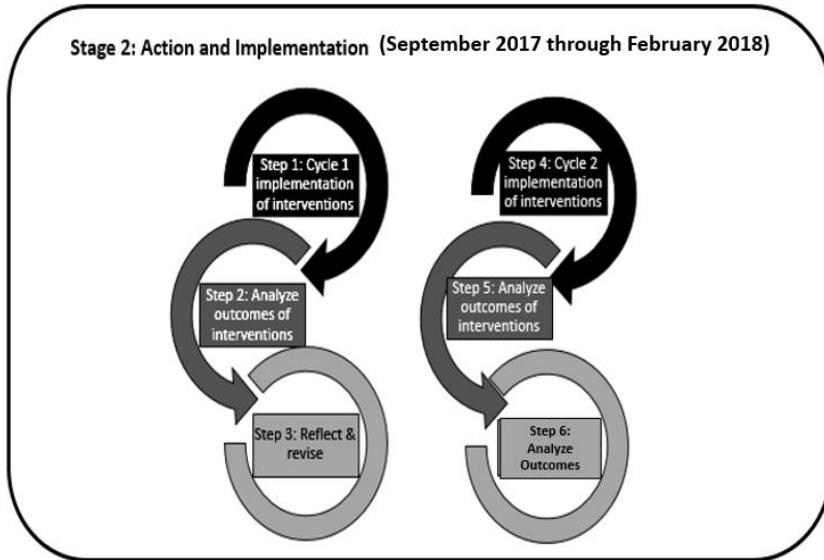 Stage 2: Action and Implementation (September 2017 through February 2018)
Step 1: Cycle 1
implementation
of interventions
Step 2: Analyze
outcomes of
interventions
Step 3: Reflect &
revise
Step 4: Cycle 2
implementation
of interventions
Step 5: Analyze
outcomes of
interventions
Step 6:
Analyze
Outcomes